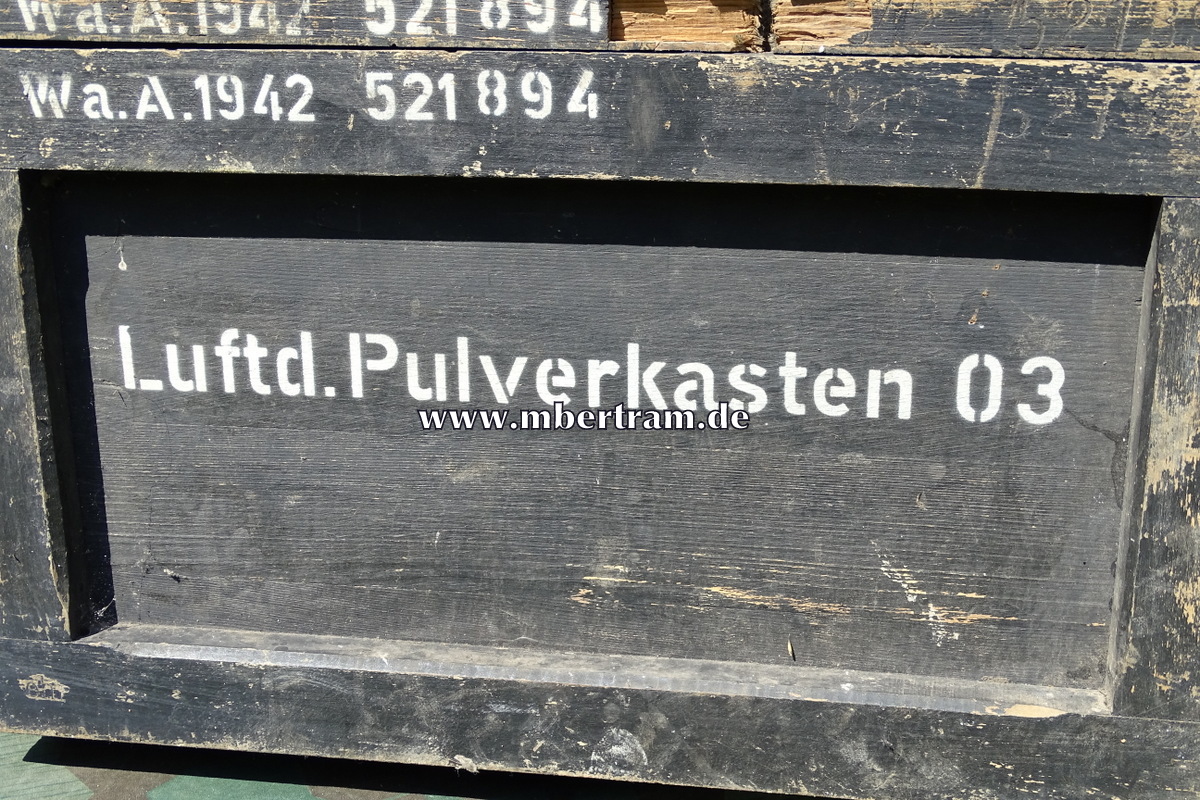 Wa.A.1942 521894
Wa.A.1942 521894
Luftd.Pulverkasten 03
www.mbertram.de